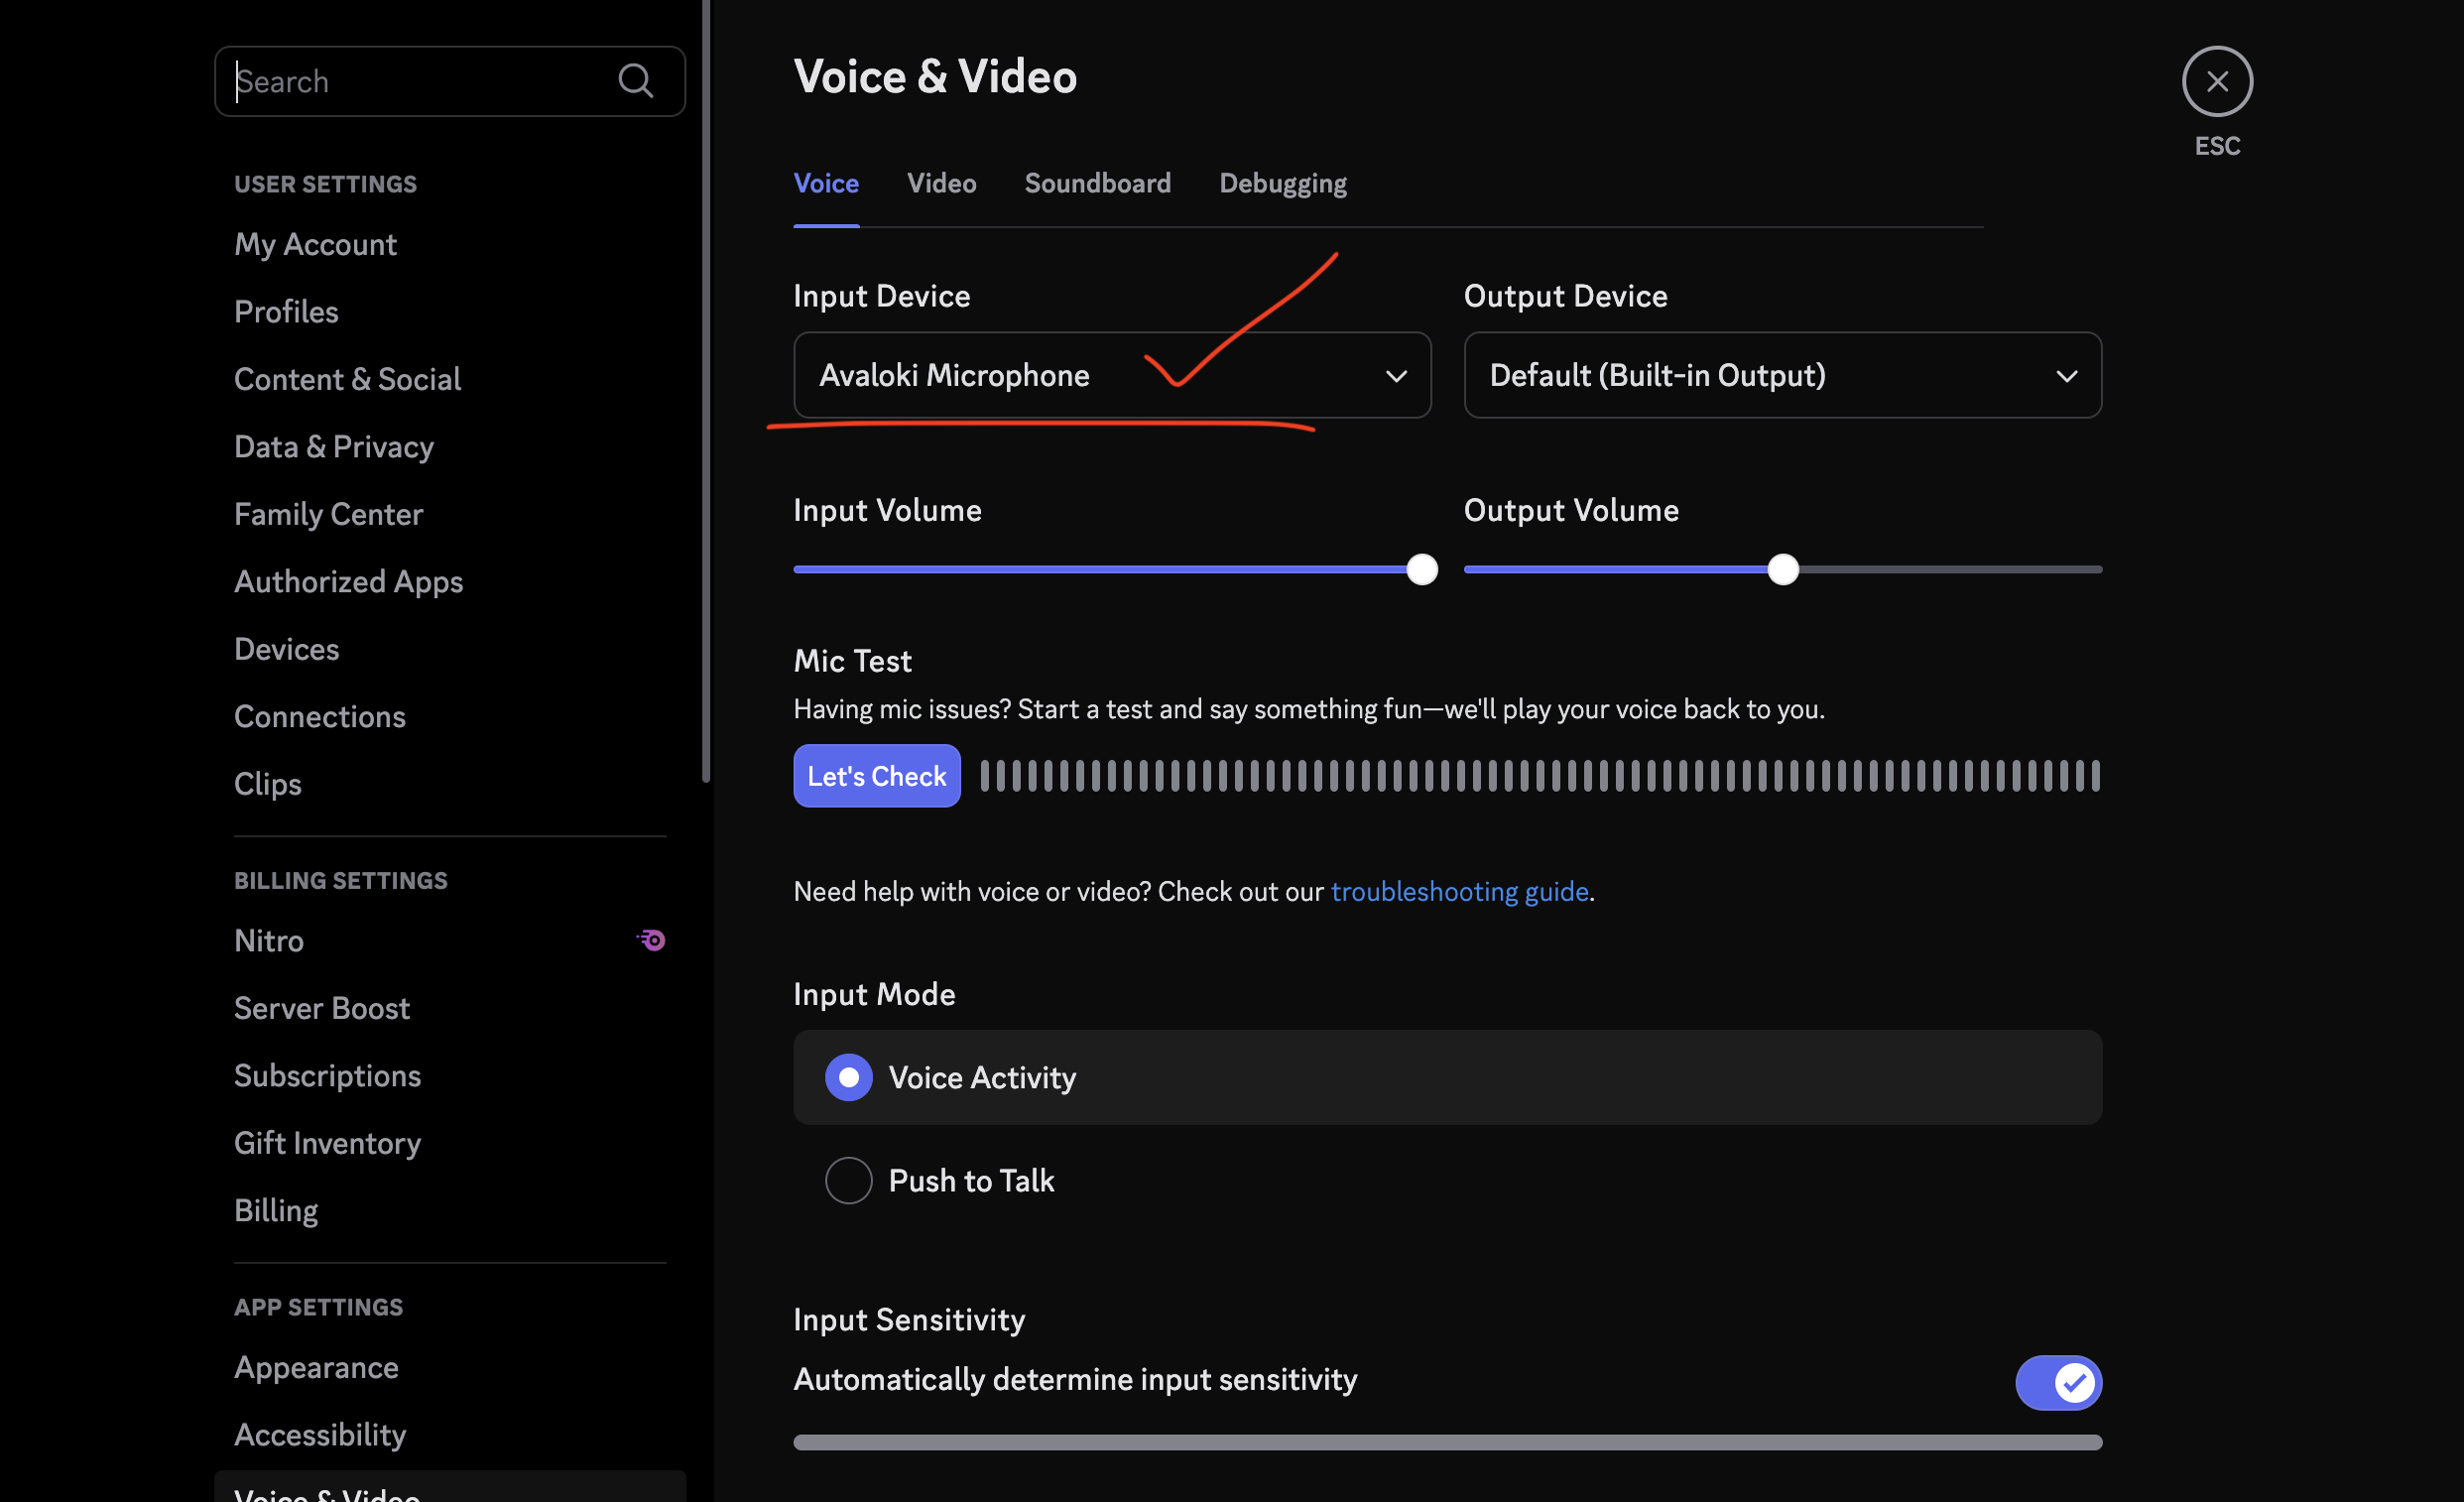 Search
USER SETTINGS
My Account
Profiles
Content & Social
Data & Privacy
Family Center
Authorized Apps
Devices
Connections
Clips
BILLING SETTINGS
Nitro
Server Boost
Subscriptions
Gift Inventory
Billing
APP SETTINGS
Appearance
Accessibility
Voice & Video
Voice & Video
ESC
Voice Video Soundboard Debugging
Input Device
Avaloki Microphone
Output Device
Default (Built-in Output)
Input Volume
Output Volume
Mic Test
Having mic issues? Start a test and say something fun—we'll play your voice back to you.
Let's Check
Need help with voice or video? Check out our troubleshooting guide.
Input Mode
Voice Activity
Push to Talk
Input Sensitivity
Automatically determine input sensitivity